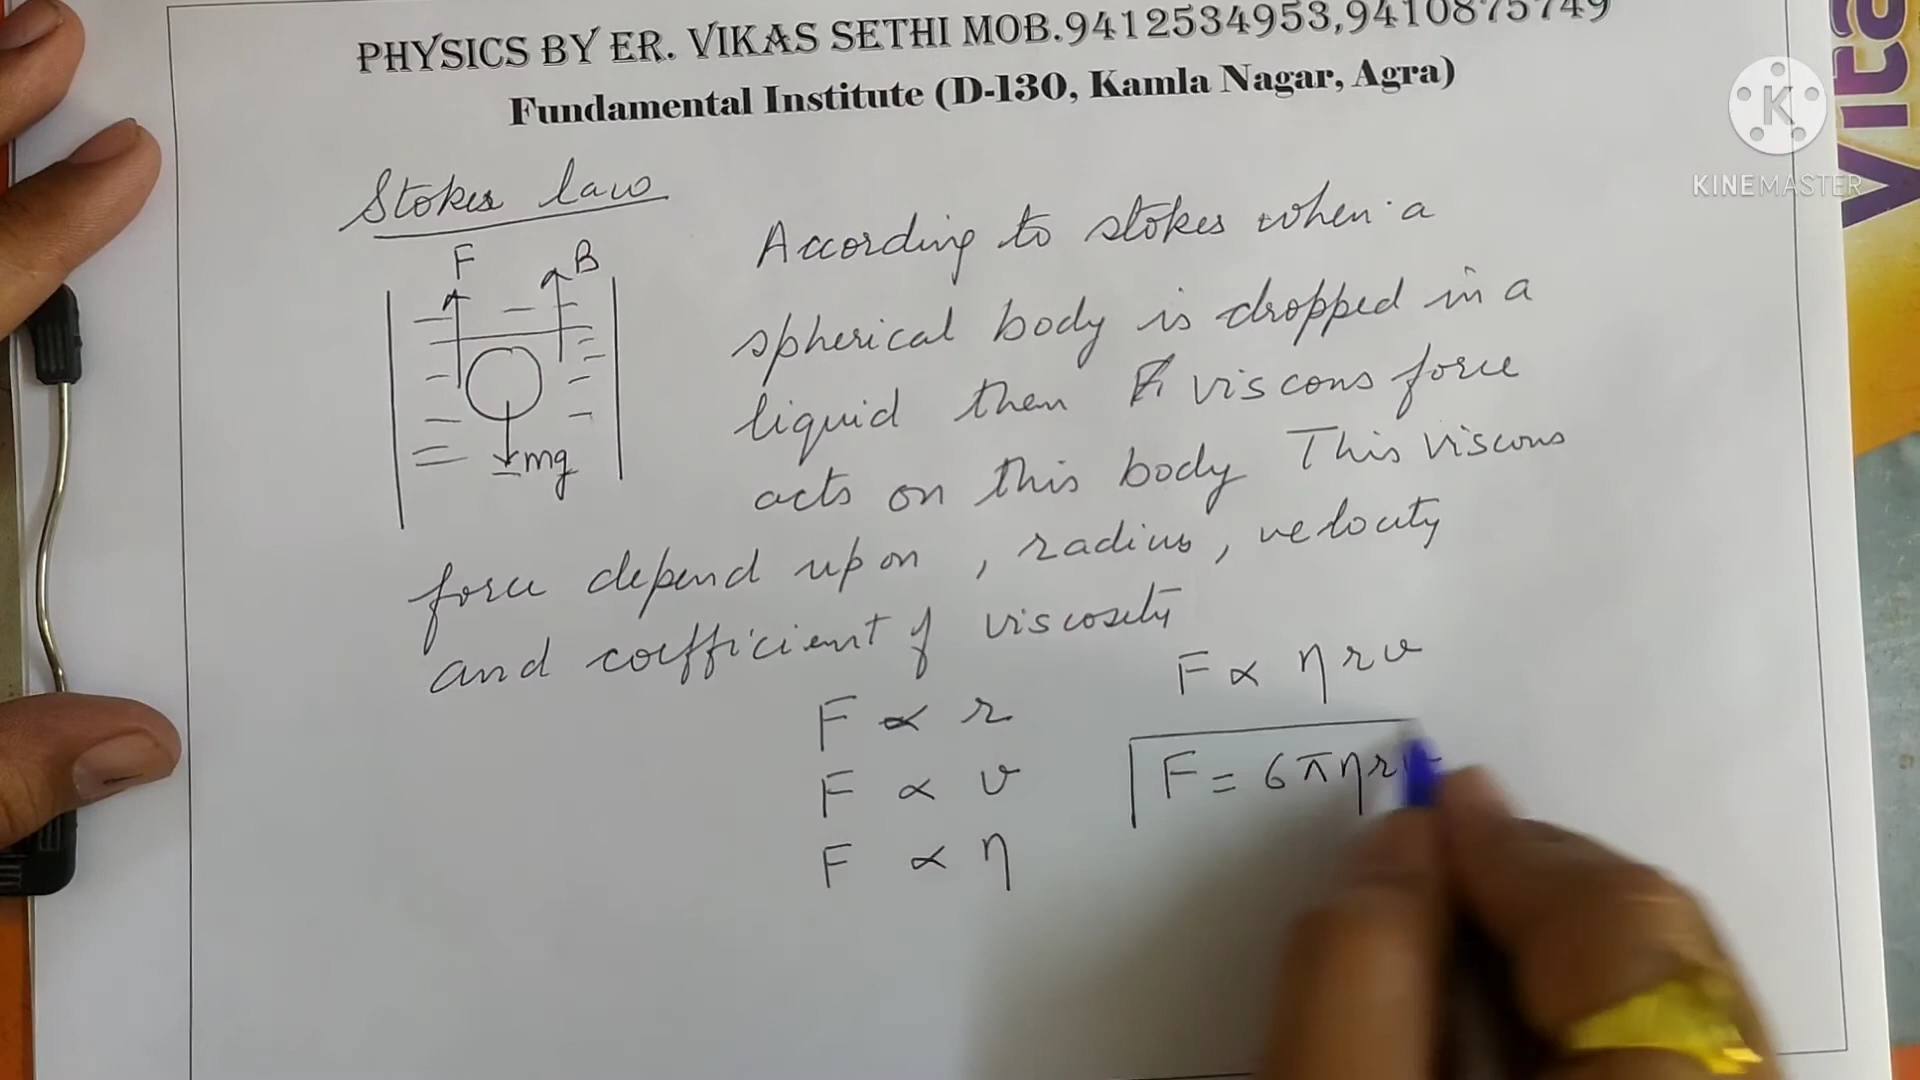 PHYSICS BY ER. VIKAS SETHI MOB.9412534953,9410875749
Fundamental Institute (D-130, Kamla Nagar, Agra)
Vita
K
KINEMASTER
Stokes law
F
B
mg
According to stokes when a
spherical body is dropped in a
liquid then viscous force
acts on this body This viscous
force depend upon , radius, velocity
and coefficient of viscosity
F ∝ r
F ∝ v
F ∝ η
F ∝ η r v
F = 6πηrv